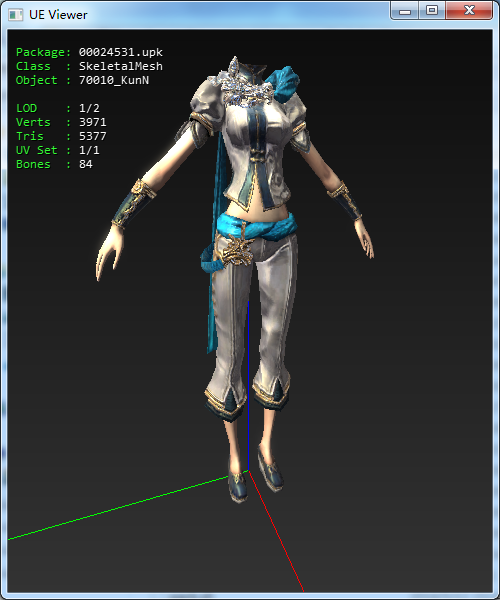 UE Viewer
Package: 00024531.upk
Class : SkeletalMesh
Object : 70010_KunN
LOD : 1/2
Verts : 3971
Tris : 5377
UV Set : 1/1
Bones : 84